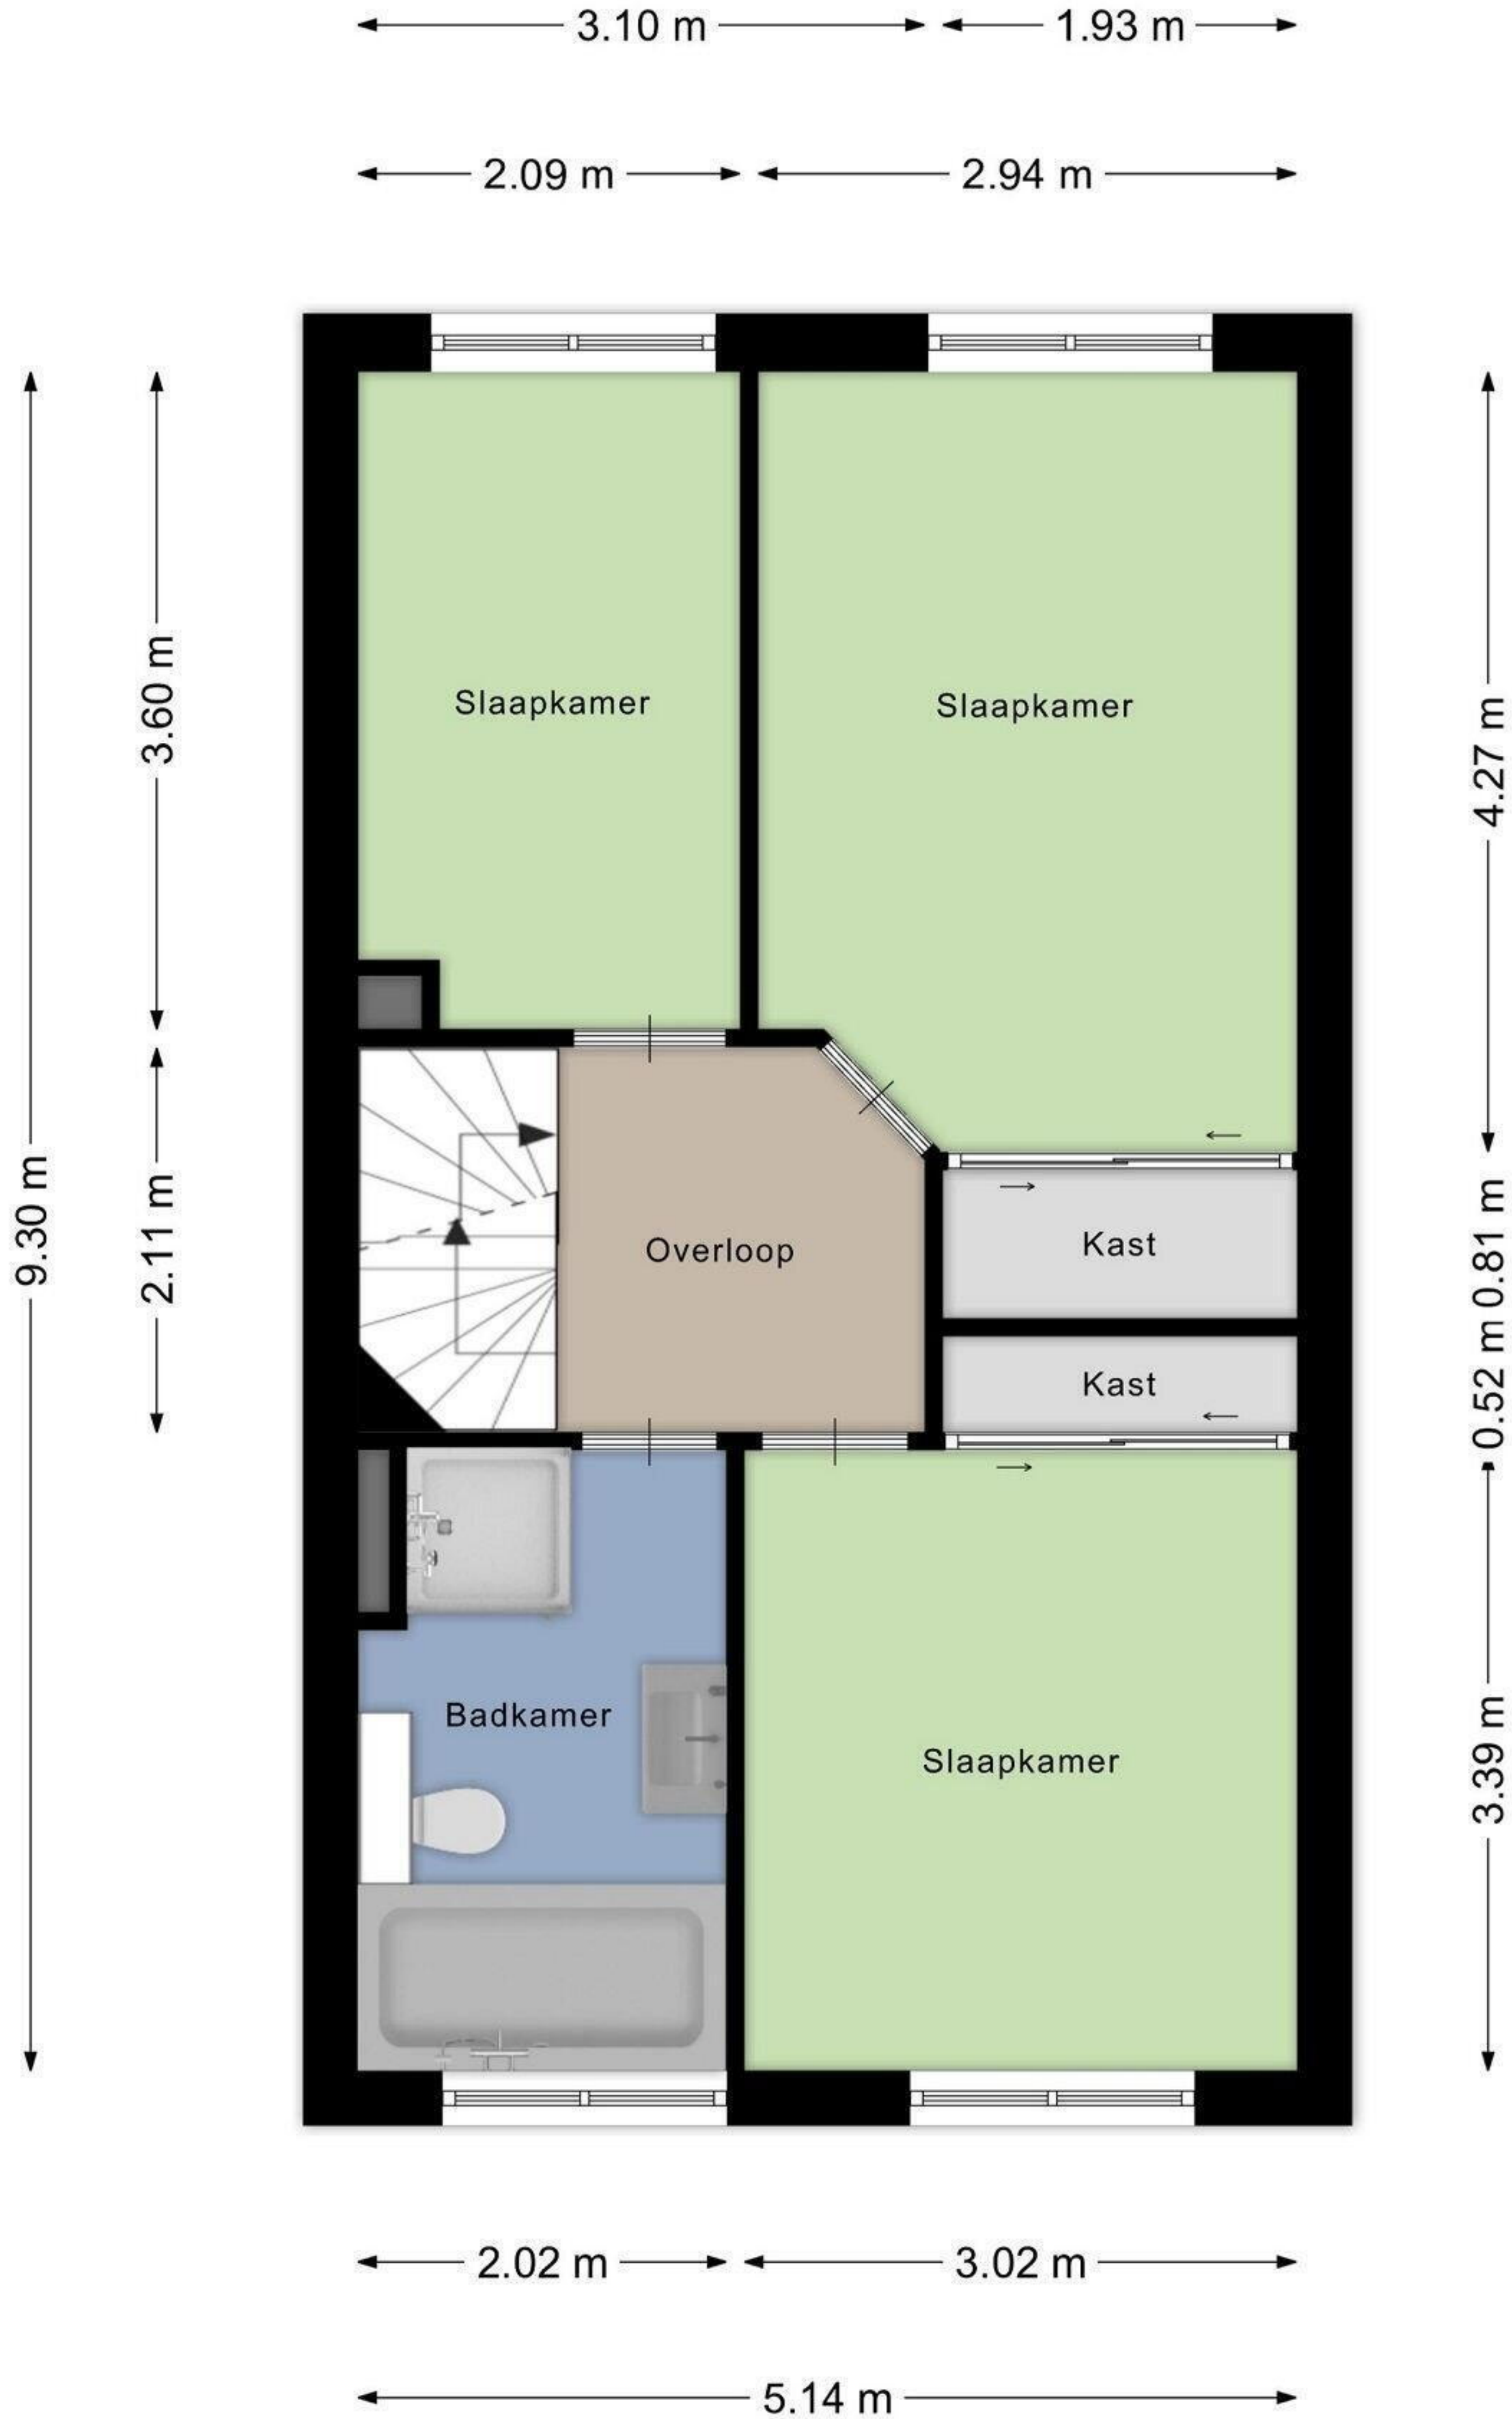 3.10 m 1.93 m
2.09 m 2.94 m
3.60 m
Slaapkamer Slaapkamer
4.27 m
9.30 m
2.11 m
Overloop
Kast
0.81 m
Kast
0.52 m
Badkamer
Slaapkamer
3.39 m
2.02 m 3.02 m
5.14 m